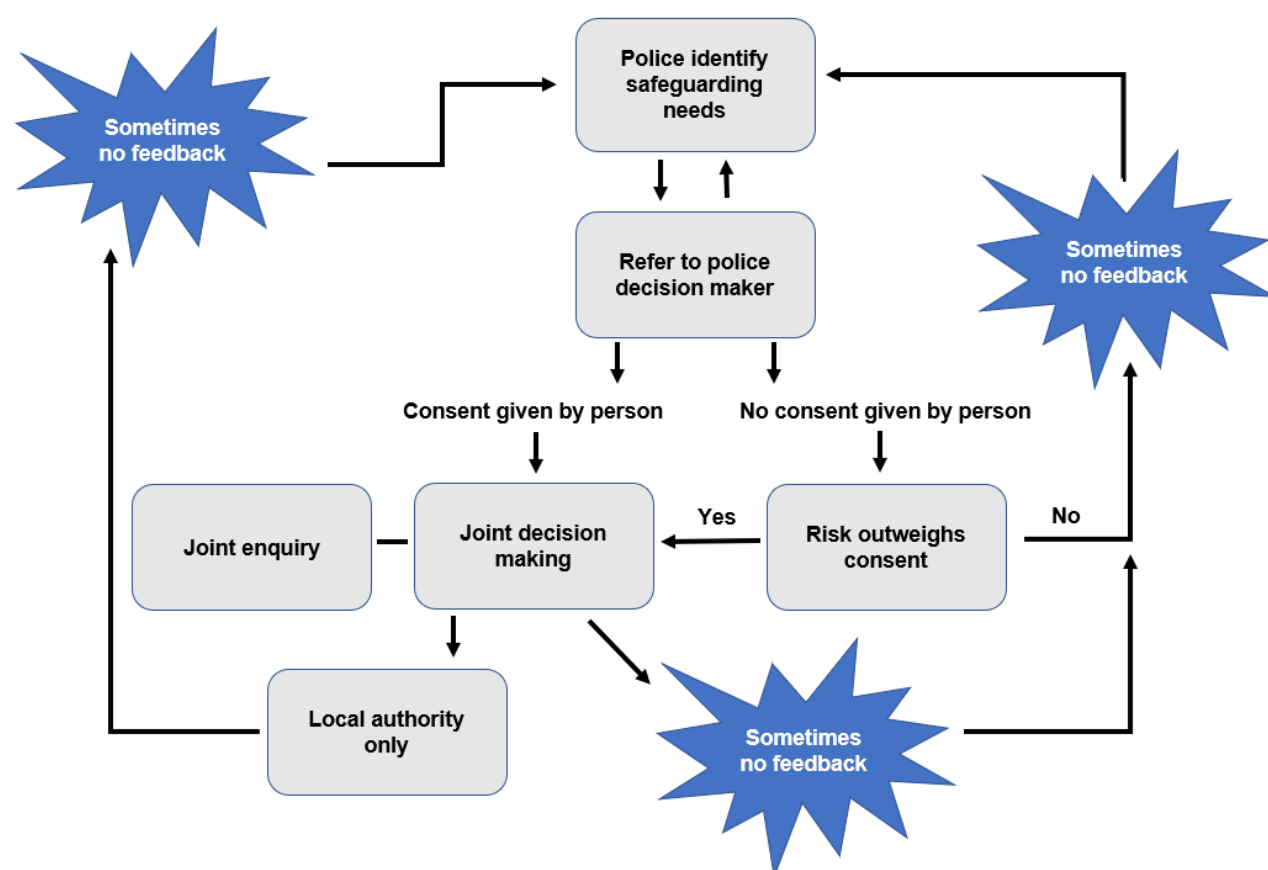 Police identify
safeguarding
needs
Sometimes
no feedback
Refer to police
decision maker
Sometimes
no feedback
Consent given by person
No consent given by person
Joint enquiry
Joint decision
making
Yes
Risk outweighs
consent
No
Local authority
only
Sometimes
no feedback